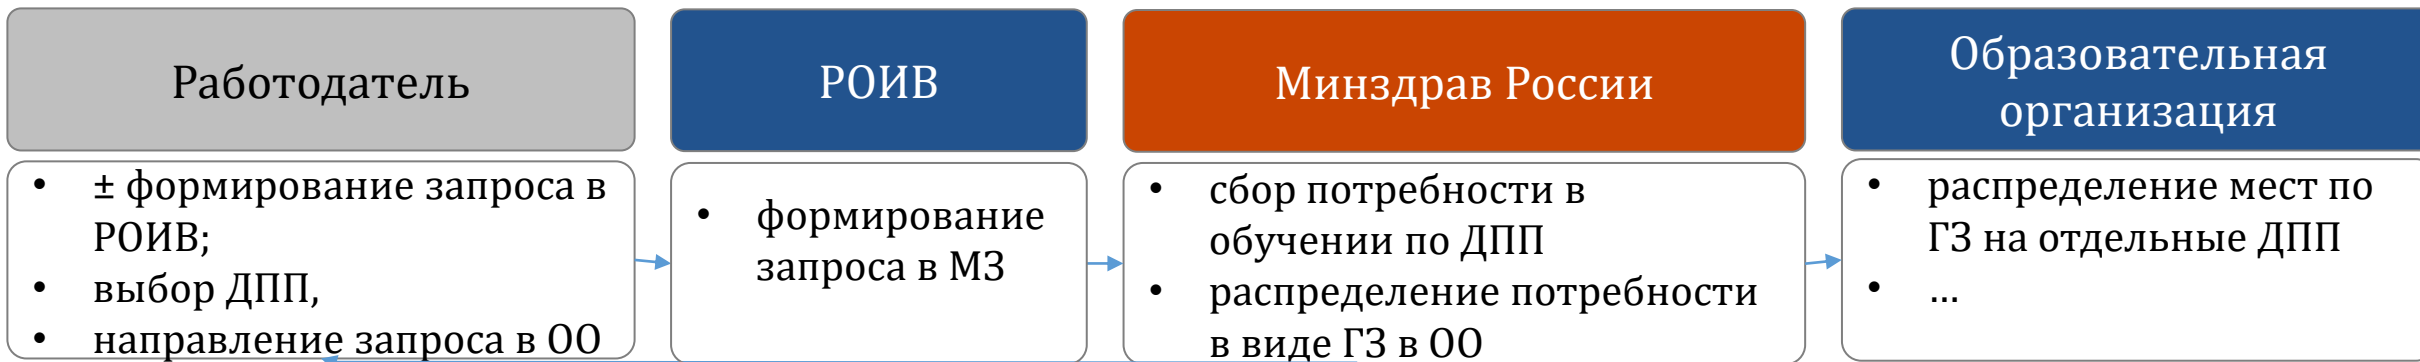 Работодатель
± формирование запроса в
РОИВ;
выбор ДПП,
направление запроса в ОО
РОИВ
формирование
запроса в МЗ
Минздрав России
сбор потребности в
обучении по ДПП
распределение потребности
в виде ГЗ в ОО
Образовательная
организация
распределение мест по
ГЗ на отдельные ДПП
...